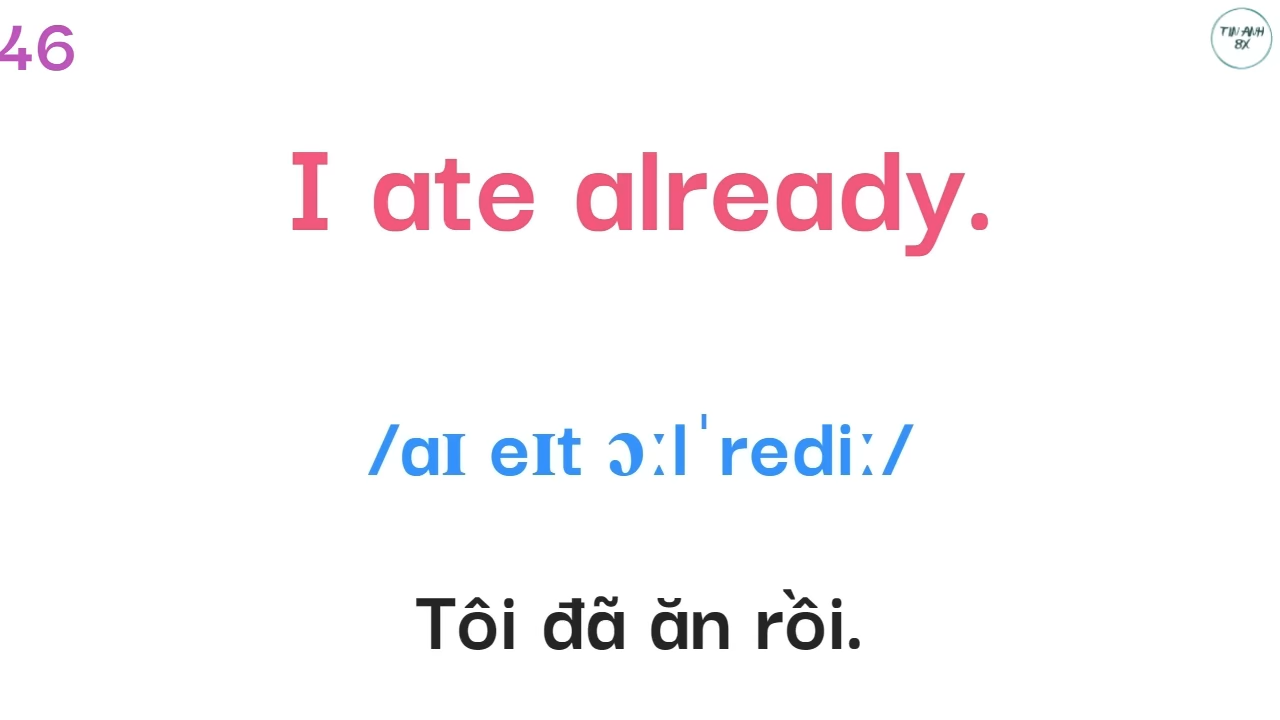 46
TIN ANH
8X
I ate already.
/aɪ eɪt ɔːlˈrediː/
Tôi đã ăn rồi.